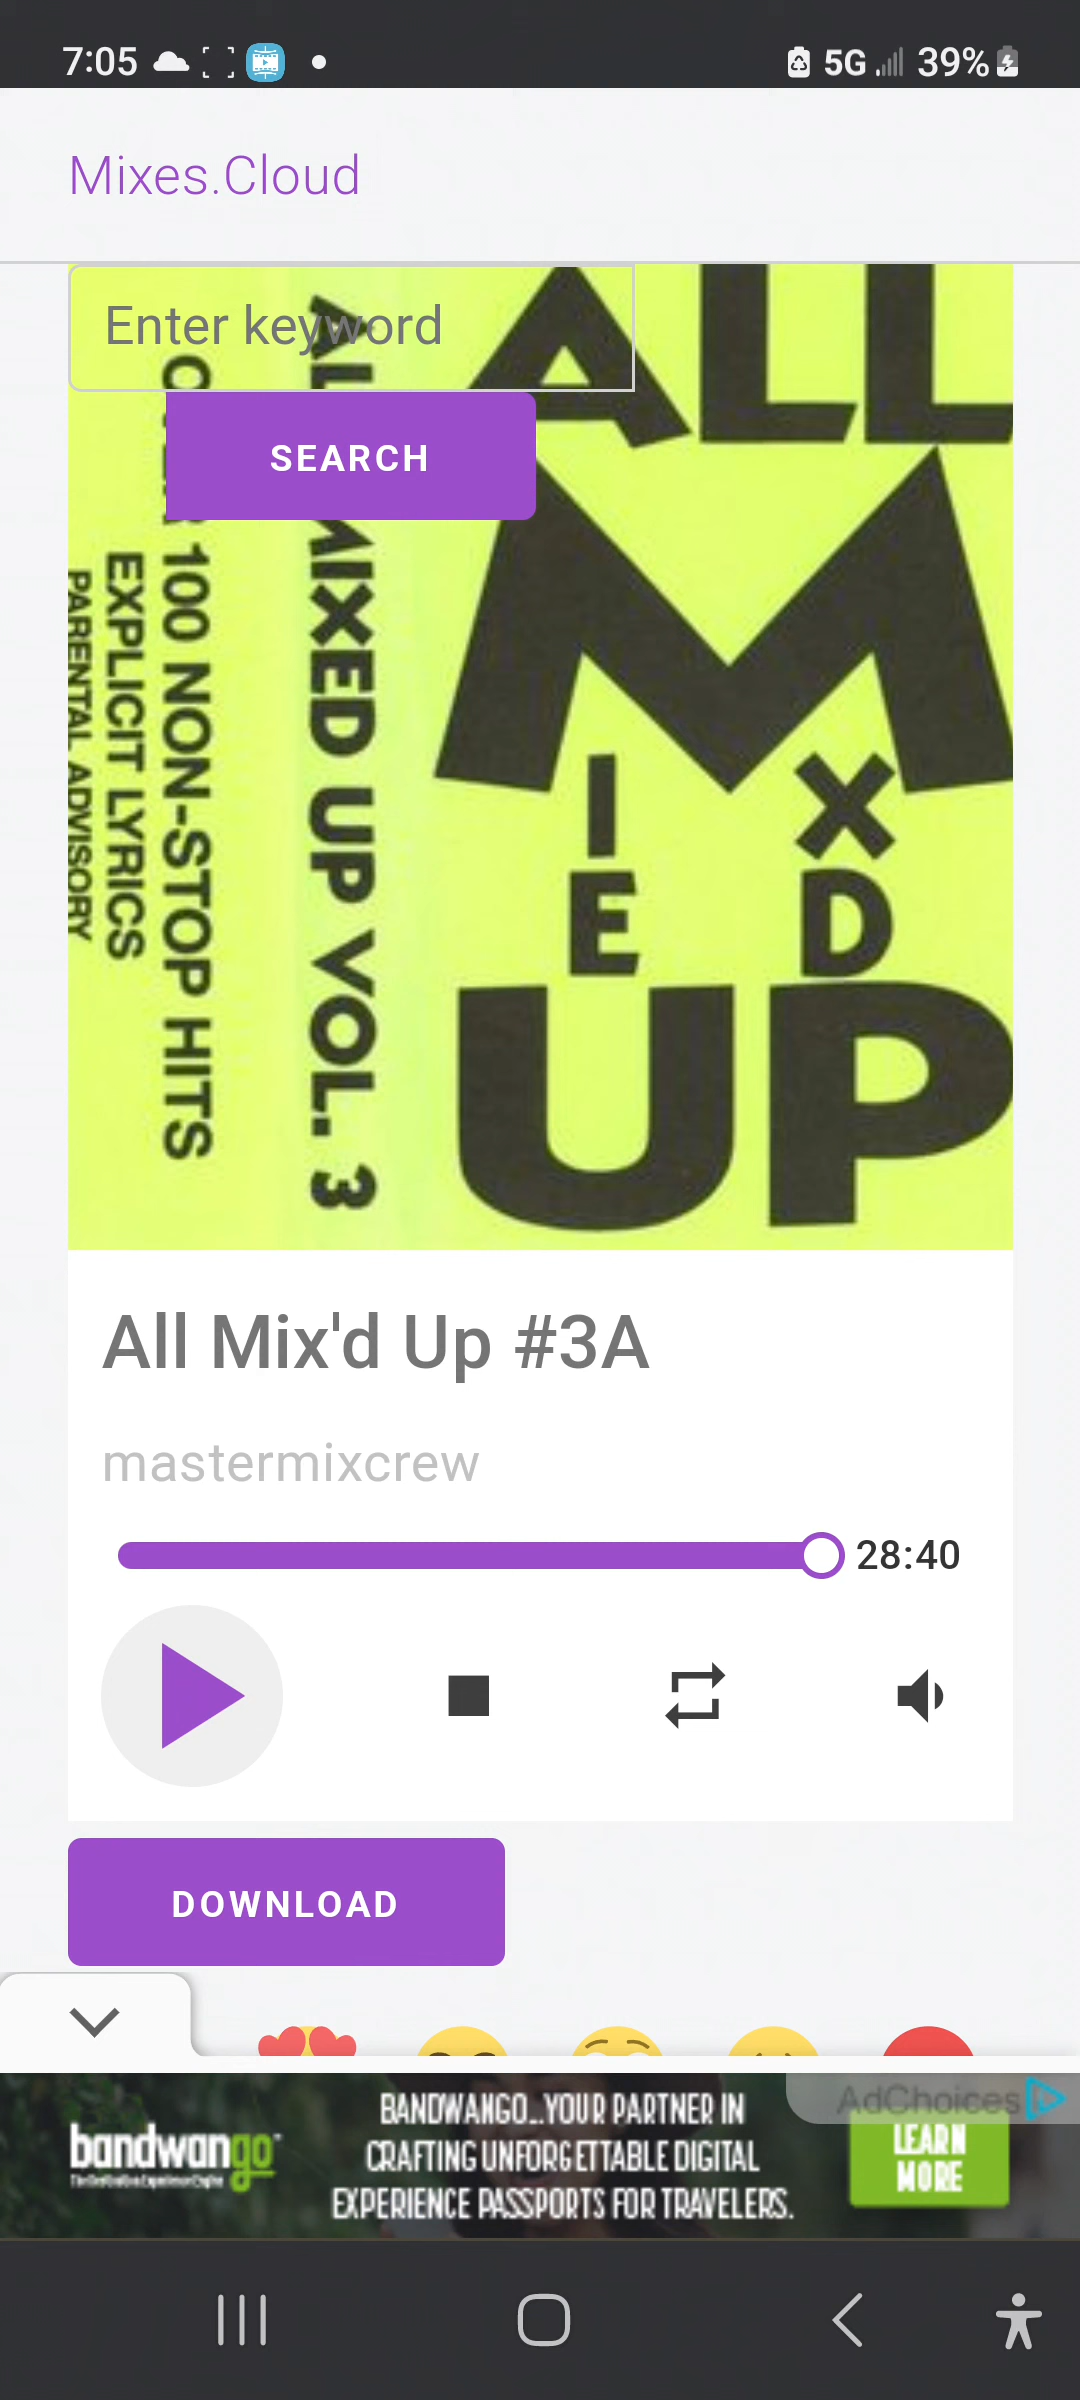 7:05
5G
39%
Mixes.Cloud
Enter keyword
SEARCH
100 NON-STOP HITS
EXPLICIT LYRICS
PARENTAL ADVISORY
MIXED UP VOL. 3
ALL
M
I X
E D
UP
All Mix'd Up #3A
mastermixcrew
28:40
DOWNLOAD
AdChoices
bandwango
BANDWANGO...YOUR PARTNER IN
CRAFTING UNFORGETTABLE DIGITAL
EXPERIENCE PASSPORTS FOR TRAVELERS.
LEARN
MORE